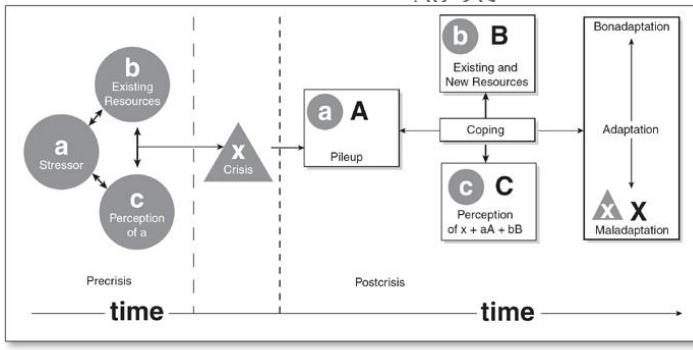 b
Existing
Resources
a
Stressor
c
Perception
of a
x
Crisis
a A
Pileup
b B
Existing and
New Resources
Coping
c C
Perception
of x + aA + bB
Bonadaptation
Adaptation
x X
Maladaptation
Precrisis
Postcrisis
time
time